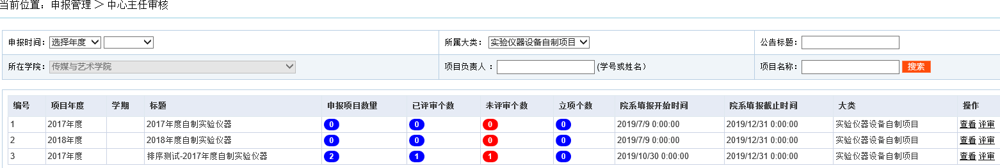 当前位置：申报管理 > 中心主任审核
申报时间: 选择年度 所属大类: 实验仪器设备自制项目 公告标题:
所在学院: 传媒与艺术学院 项目负责人 : (学号或姓名) 项目名称: 搜索
编号 项目年度 学期 标题 申报项目数量 已评审个数 未评审个数 立项个数 院系填报开始时间 院系填报截止时间 大类 操作
1 2017年度 2017年度自制实验仪器 0 0 0 0 2019/7/9 0:00:00 2019/12/31 0:00:00 实验仪器设备自制项目 查看 评审
2 2018年度 2018年度自制实验仪器 0 0 0 0 2019/7/9 0:00:00 2019/12/31 0:00:00 实验仪器设备自制项目 查看 评审
3 2017年度 排序测试-2017年度自制实验仪器 2 1 1 0 2019/10/30 0:00:00 2019/12/31 0:00:00 实验仪器设备自制项目 查看 评审